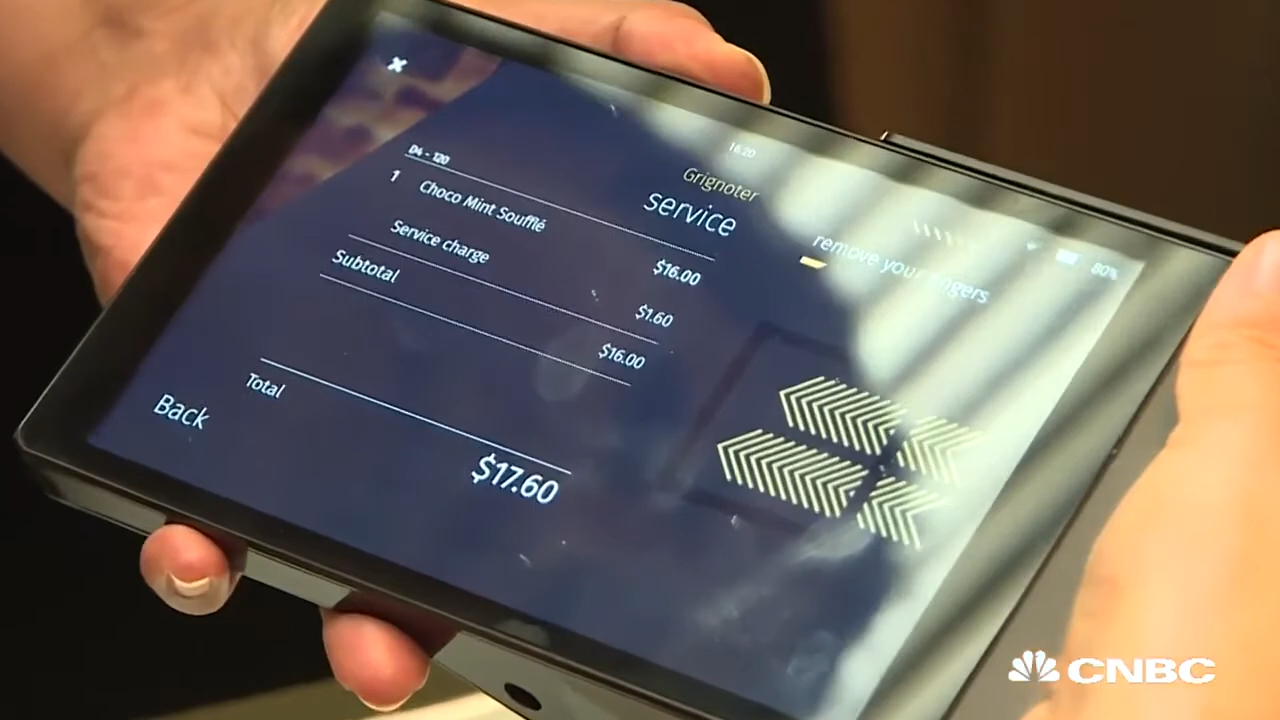 16:20
80%
Grignoter
service
remove your fingers
D4 - 120
1 Choco Mint Soufflé
$16.00
Service charge
$1.60
Subtotal
$16.00
Total
$17.60
Back
CNBC